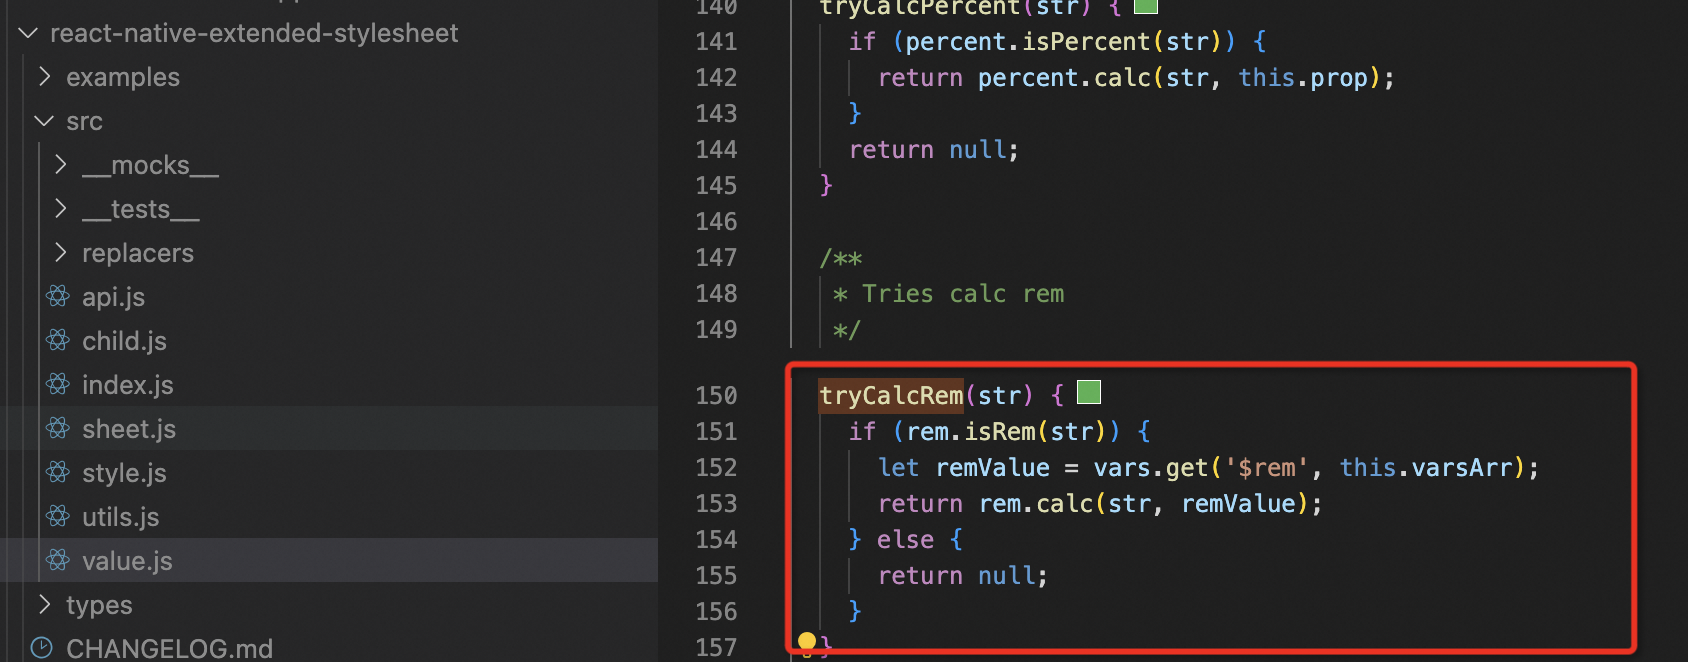 react-native-extended-stylesheet
examples
src
__mocks__
__tests__
replacers
api.js
child.js
index.js
sheet.js
style.js
utils.js
value.js
types
CHANGELOG.md
140 tryCalcPercent(str) {
141 if (percent.isPercent(str)) {
142 return percent.calc(str, this.prop);
143 }
144 return null;
145 }
146
147 /**
148 * Tries calc rem
149 */
150 tryCalcRem(str) {
151 if (rem.isRem(str)) {
152 let remValue = vars.get('$rem', this.varsArr);
153 return rem.calc(str, remValue);
154 } else {
155 return null;
156 }
157 }